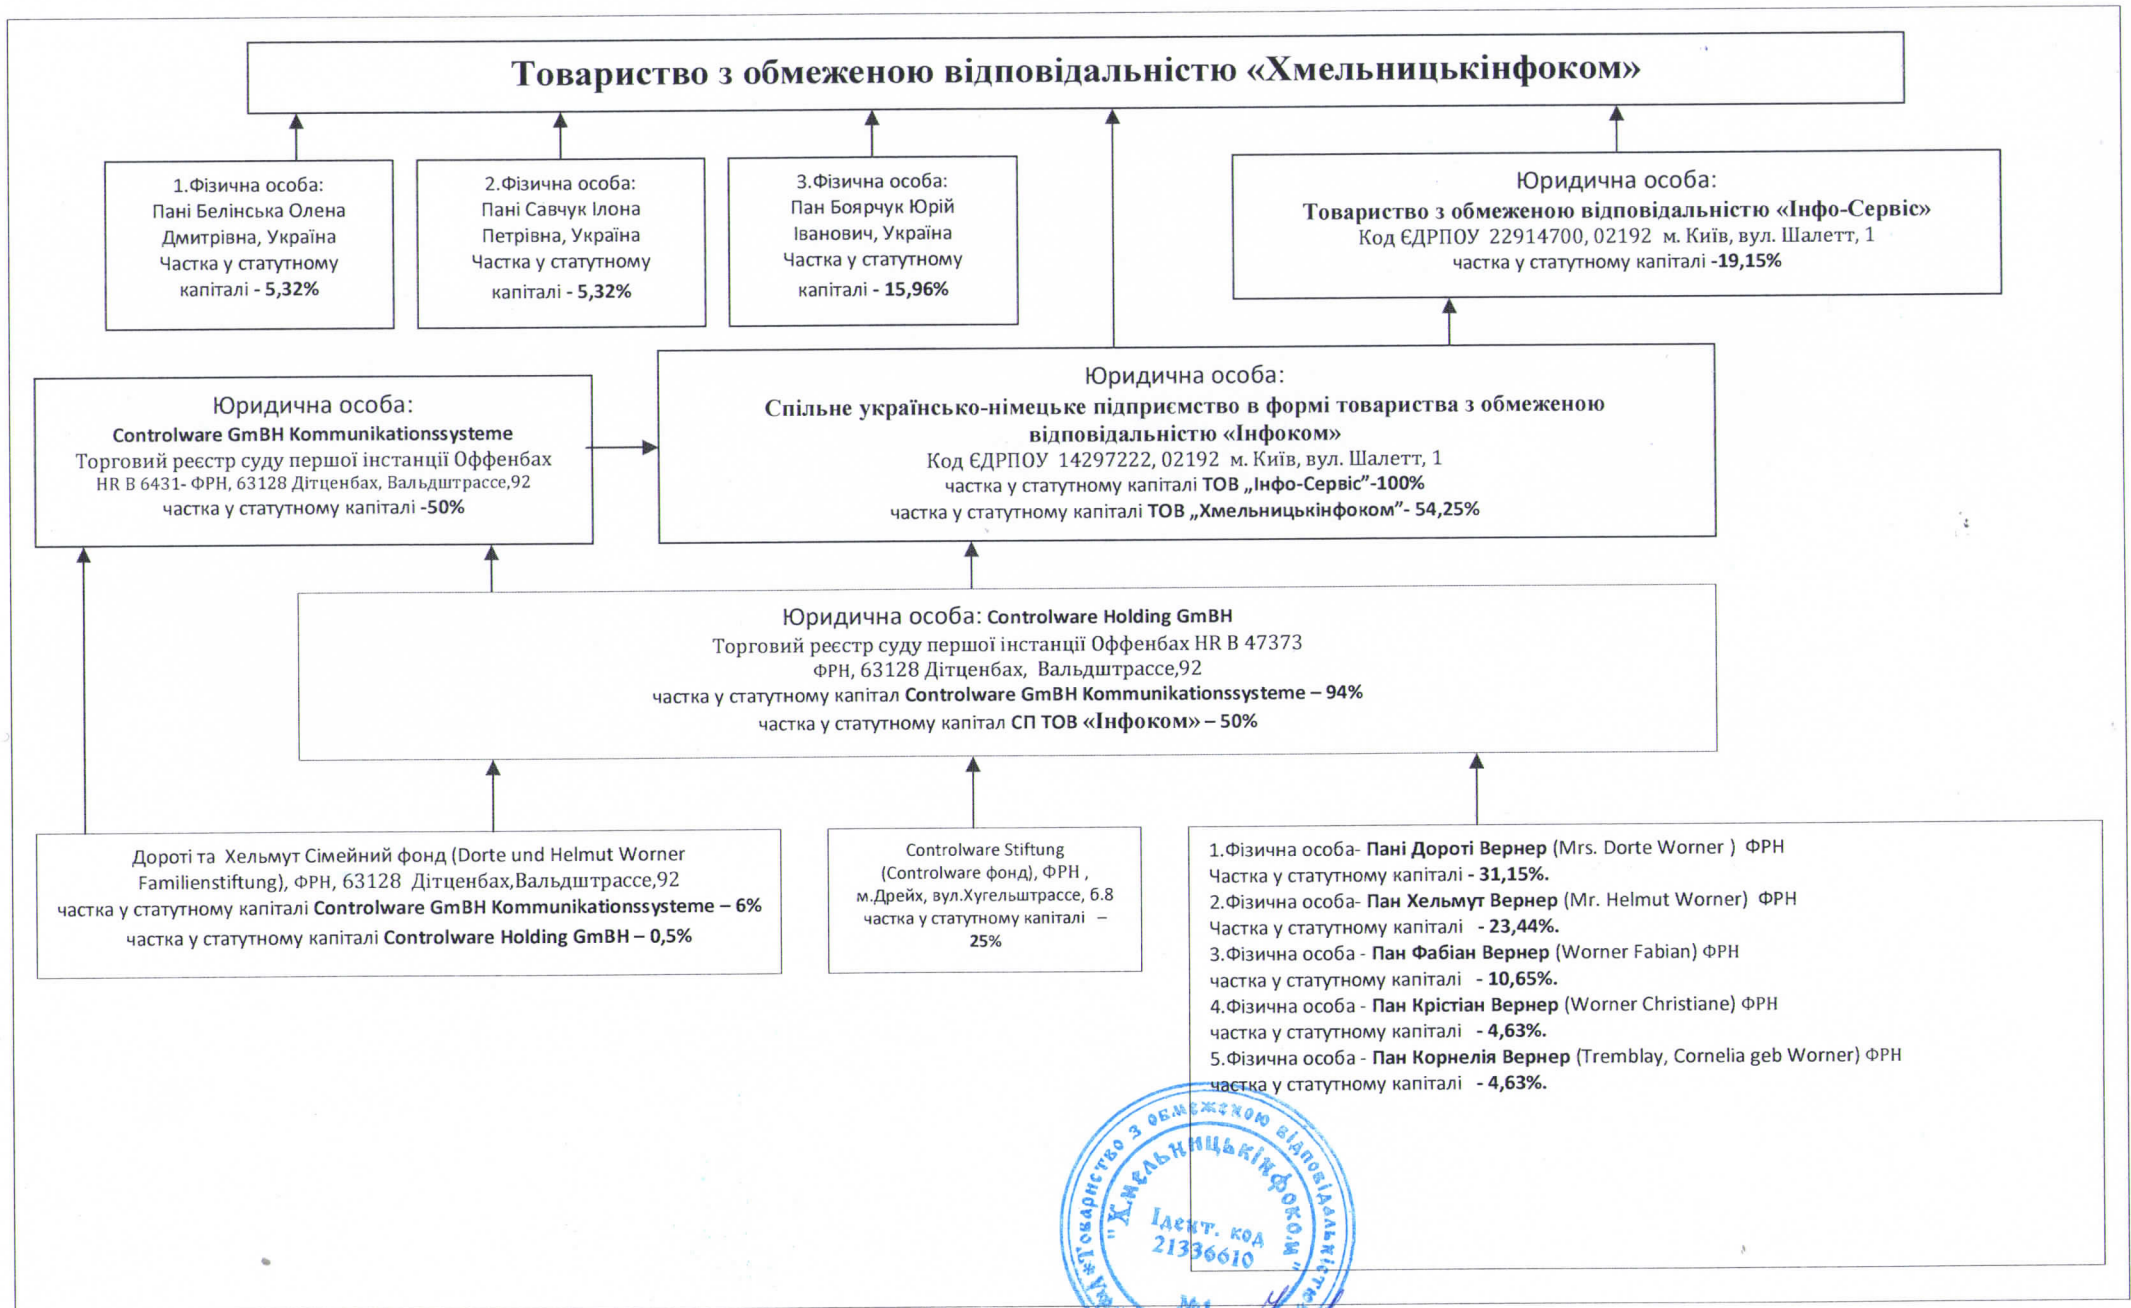 Товариство з обмеженою відповідальністю «Хмельницькінфоком»
1.Фізична особа:
Пані Белінська Олена
Дмитрівна, Україна
Частка у статутному
капіталі - 5,32%
2.Фізична особа:
Пані Савчук Ілона
Петрівна, Україна
Частка у статутному
капіталі - 5,32%
3.Фізична особа:
Пан Боярчук Юрій
Іванович, Україна
Частка у статутному
капіталі - 15,96%
Юридична особа:
Товариство з обмеженою відповідальністю «Інфо-Сервіс»
Код ЄДРПОУ 22914700, 02192 м. Київ, вул. Шалетт, 1
частка у статутному капіталі -19,15%
Юридична особа:
Controlware GmBH Kommunikationssysteme
Торговий реєстр суду першої інстанції Оффенбах
HR B 6431- ФРН, 63128 Дітценбах, Вальдштрассе,92
частка у статутному капіталі -50%
Юридична особа:
Спільне українсько-німецьке підприємство в формі товариства з обмеженою
відповідальністю «Інфоком»
Код ЄДРПОУ 14297222, 02192 м. Київ, вул. Шалетт, 1
частка у статутному капіталі ТОВ „Інфо-Сервіс”-100%
частка у статутному капіталі ТОВ „Хмельницькінфоком”- 54,25%
Юридична особа: Controlware Holding GmBH
Торговий реєстр суду першої інстанції Оффенбах HR B 47373
ФРН, 63128 Дітценбах, Вальдштрассе,92
частка у статутному капітал Controlware GmBH Kommunikationssysteme – 94%
частка у статутному капітал СП ТОВ «Інфоком» – 50%
Дороті та Хельмут Сімейний фонд (Dorte und Helmut Worner
Familienstiftung), ФРН, 63128 Дітценбах,Вальдштрассе,92
частка у статутному капіталі Controlware GmBH Kommunikationssysteme – 6%
частка у статутному капіталі Controlware Holding GmBH – 0,5%
Controlware Stiftung
(Controlware фонд), ФРН ,
м.Дрейх, вул.Хугельштрассе, б.8
частка у статутному капіталі –
25%
1.Фізична особа- Пані Дороті Вернер (Mrs. Dorte Worner ) ФРН
Частка у статутному капіталі - 31,15%.
2.Фізична особа- Пан Хельмут Вернер (Mr. Helmut Worner) ФРН
Частка у статутному капіталі - 23,44%.
3.Фізична особа - Пан Фабіан Вернер (Worner Fabian) ФРН
частка у статутному капіталі - 10,65%.
4.Фізична особа - Пан Крістіан Вернер (Worner Christiane) ФРН
частка у статутному капіталі - 4,63%.
5.Фізична особа - Пан Корнелія Вернер (Tremblay, Cornelia geb Worner) ФРН
частка у статутному капіталі - 4,63%.
Товариство з обмеженою відповідальністю
"Хмельницькінфоком"
Ідент. код
21336610
№1